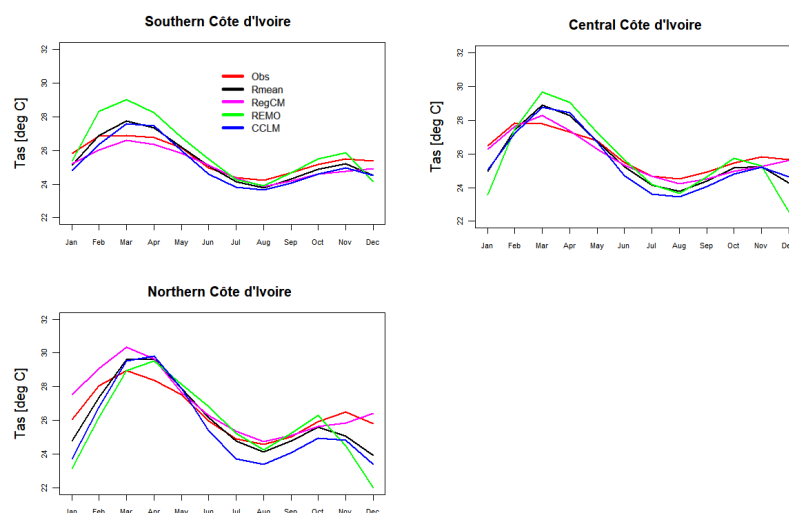 Southern Côte d'Ivoire
Tas [deg C]
32
30
28
26
24
22
Obs
Rmean
RegCM
REMO
CCLM
Jan Feb Mar Apr May Jun Jul Aug Sep Oct Nov Dec
Central Côte d'Ivoire
Tas [deg C]
32
30
28
26
24
22
Jan Feb Mar Apr May Jun Jul Aug Sep Oct Nov Dec
Northern Côte d'Ivoire
Tas [deg C]
32
30
28
26
24
22
Jan Feb Mar Apr May Jun Jul Aug Sep Oct Nov Dec